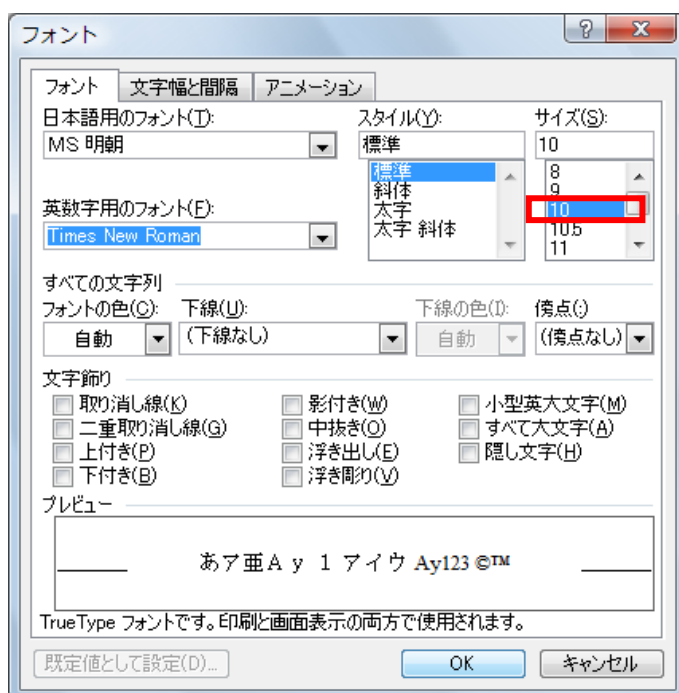 フォント
フォント 文字幅と間隔 アニメーション
日本語用のフォント(T): スタイル(Y): サイズ(S):
MS 明朝 標準 10
標準 8
斜体 9
英数字用のフォント(F): 太字 10
Times New Roman 太字 斜体 10.5
11
すべての文字列
フォントの色(C): 下線(U): 下線の色(I): 傍点(:)
自動 (下線なし) 自動 (傍点なし)
文字飾り
取り消し線(K) 影付き(W) 小型英大文字(M)
二重取り消し線(G) 中抜き(O) すべて大文字(A)
上付き(P) 浮き出し(E) 隠し文字(H)
下付き(B) 浮き彫り(V)
プレビュー
あア亜Ay 1 アイウ Ay123 ©™
TrueType フォントです。印刷と画面表示の両方で使用されます。
既定値として設定(D)... OK キャンセル